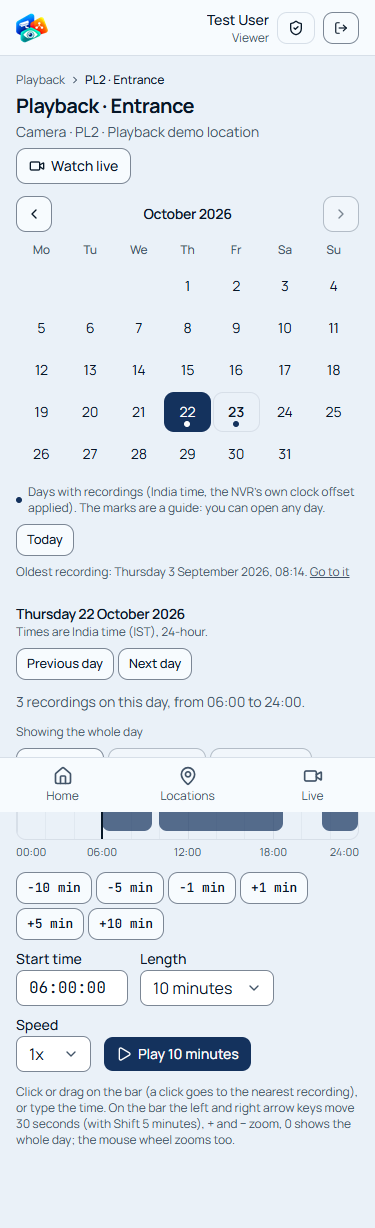 Test User
Viewer
Playback > PL2 · Entrance
Playback · Entrance
Camera · PL2 · Playback demo location
Watch live
October 2026
Mo Tu We Th Fr Sa Su
1 2 3 4
5 6 7 8 9 10 11
12 13 14 15 16 17 18
19 20 21 22 23 24 25
26 27 28 29 30 31
Days with recordings (India time, the NVR's own clock offset
applied). The marks are a guide: you can open any day.
Today
Oldest recording: Thursday 3 September 2026, 08:14. Go to it
Thursday 22 October 2026
Times are India time (IST), 24-hour.
Previous day Next day
3 recordings on this day, from 06:00 to 24:00.
Showing the whole day
Home Locations Live
00:00 06:00 12:00 18:00 24:00
-10 min -5 min -1 min +1 min
+5 min +10 min
Start time Length
06:00:00 10 minutes
Speed
1x Play 10 minutes
Click or drag on the bar (a click goes to the nearest recording),
or type the time. On the bar the left and right arrow keys move
30 seconds (with Shift 5 minutes), + and − zoom, 0 shows the
whole day; the mouse wheel zooms too.